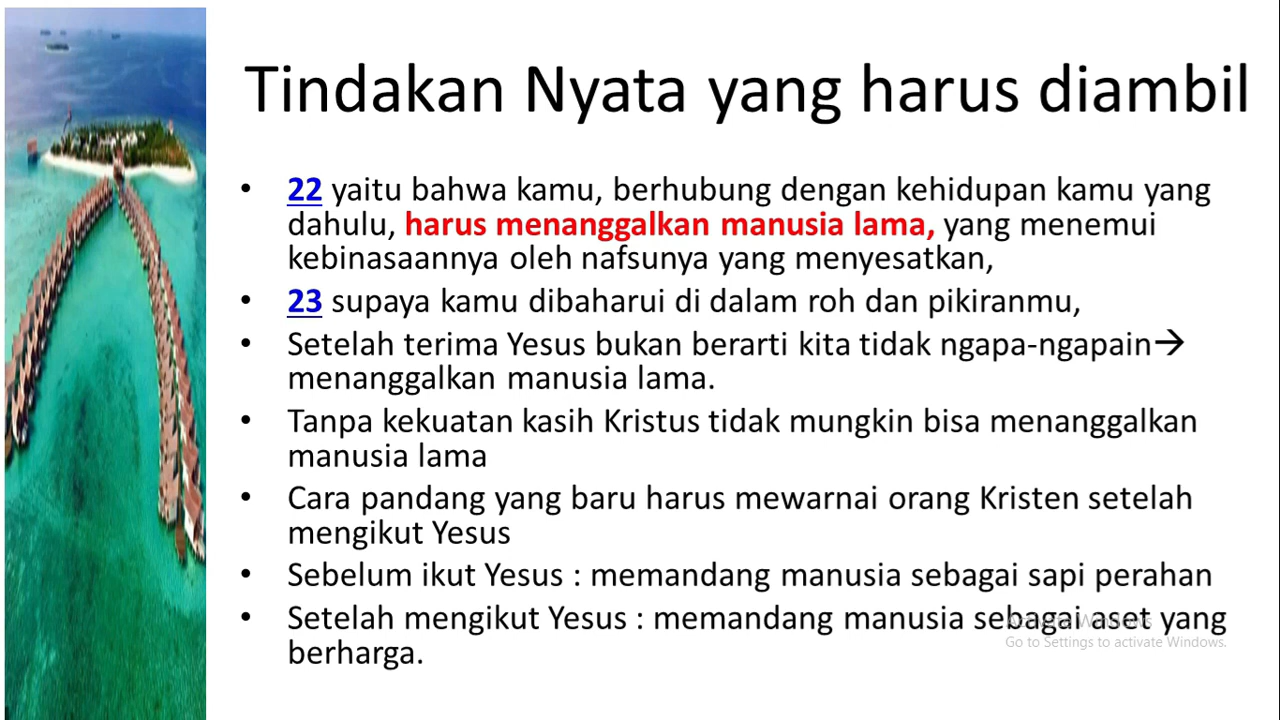 Tindakan Nyata yang harus diambil
• 22 yaitu bahwa kamu, berhubung dengan kehidupan kamu yang
dahulu, harus menanggalkan manusia lama, yang menemui
kebinasaannya oleh nafsunya yang menyesatkan,
• 23 supaya kamu dibaharui di dalam roh dan pikiranmu,
• Setelah terima Yesus bukan berarti kita tidak ngapa-ngapain→
menanggalkan manusia lama.
• Tanpa kekuatan kasih Kristus tidak mungkin bisa menanggalkan
manusia lama
• Cara pandang yang baru harus mewarnai orang Kristen setelah
mengikut Yesus
• Sebelum ikut Yesus : memandang manusia sebagai sapi perahan
• Setelah mengikut Yesus : memandang manusia sebagai aset yang
berharga.
Activate Windows
Go to Settings to activate Windows.